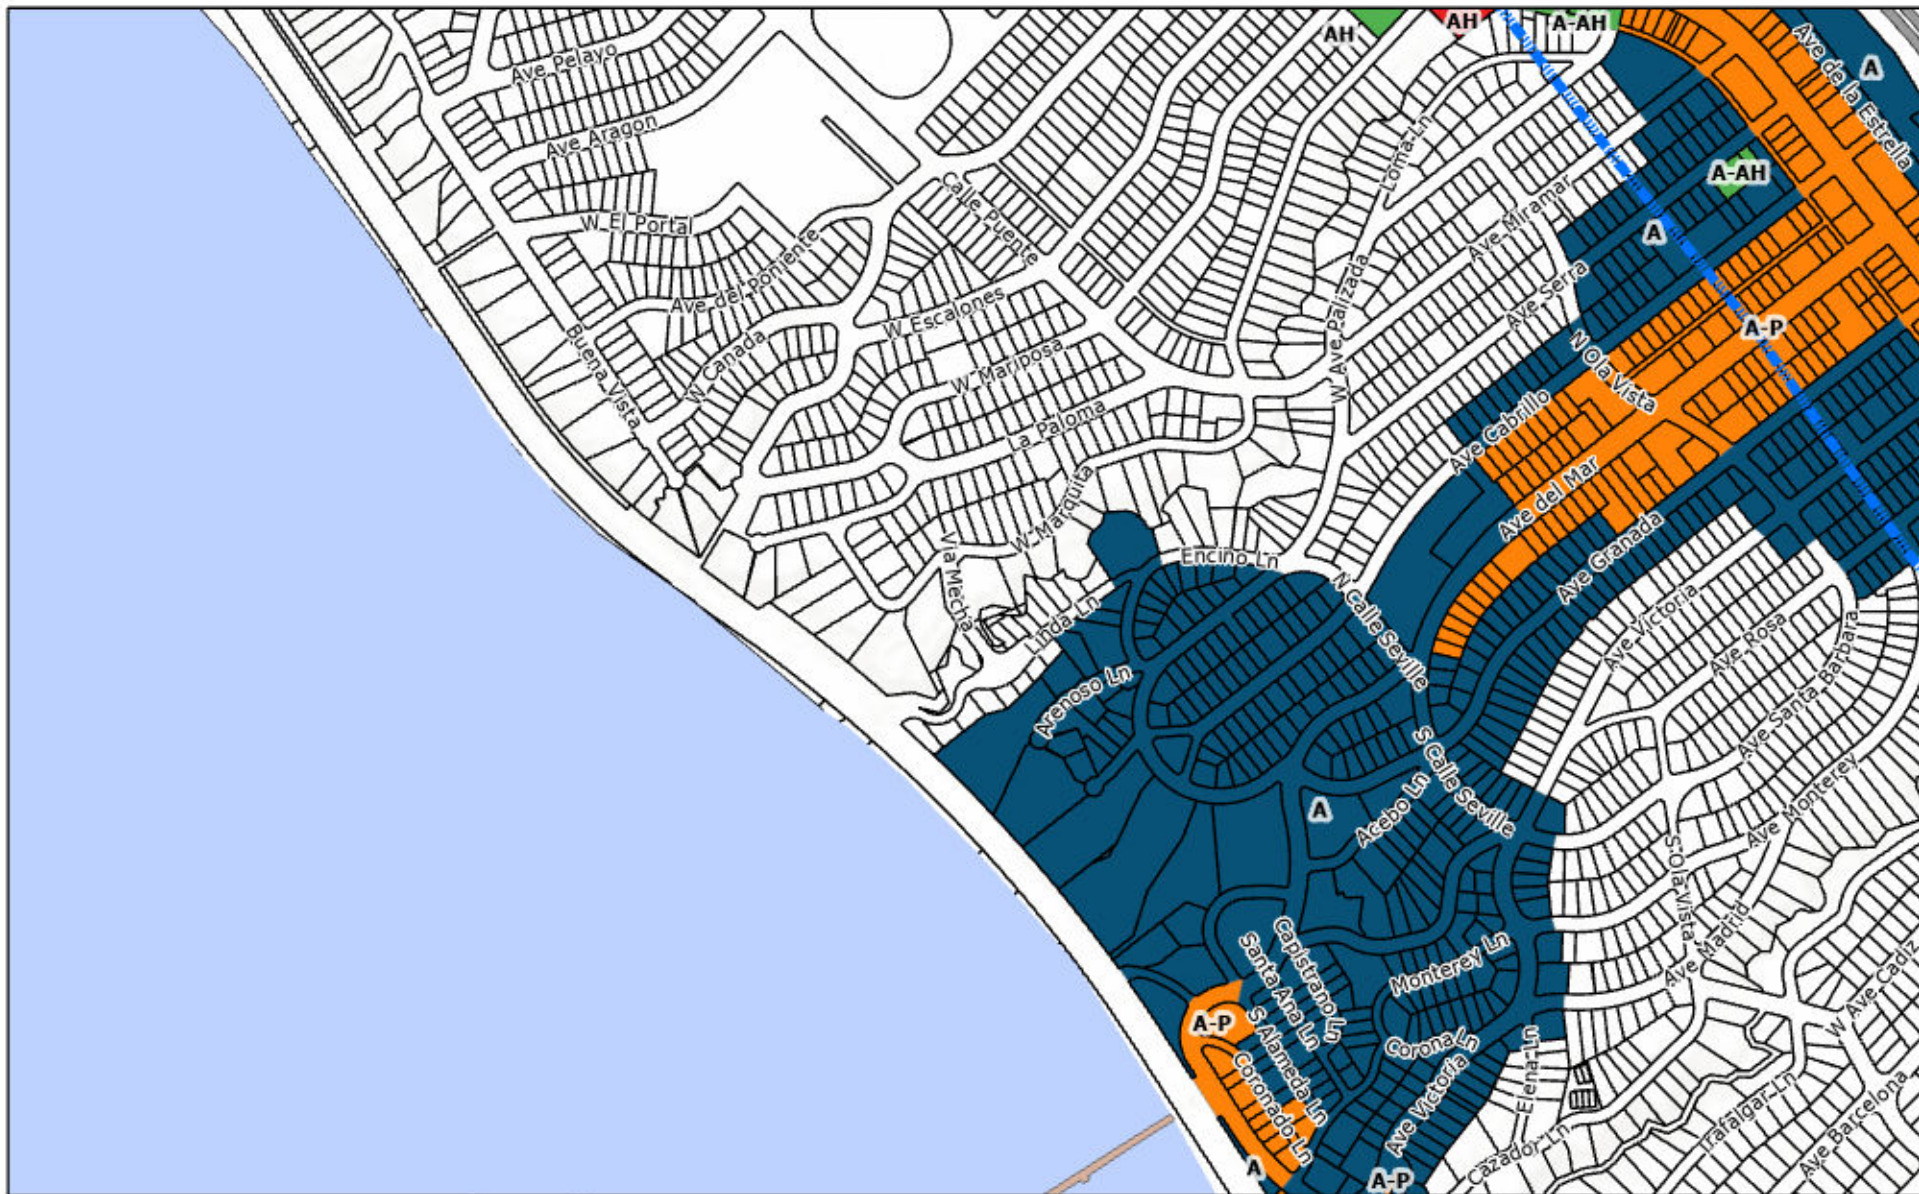 AH
AH
A-AH
Ave de la Estrella
A
Ave Pelayo
Ave Aragon
Loma Ln
A-AH
Calle Puente
W El Portal
Ave Miramar
A
Ave del Poniente
W Escalones
W Ave Palizada
Ave Serra
A-P
Buena Vista
W Canada
W Mariposa
N Ola Vista
La Paloma
Ave Cabrillo
W Marquita
Ave del Mar
Encino Ln
Ave Granada
Via Mecha
Linda Ln
N Calle Seville
Ave Victoria
Ave Rosa
Ave Santa Barbara
Arenoso Ln
S Calle Seville
A
Acebo Ln
Ave Monterey
S Ola Vista
Capistrano Ln
Santa Ana Ln
Monterey Ln
Ave Madrid
W Ave Cadiz
A-P
S Alameda Ln
Corona Ln
Coronado Ln
Ave Victoria
Elena Ln
Trafalgar Ln
Ave Barcelona
Cazador Ln
A
A-P